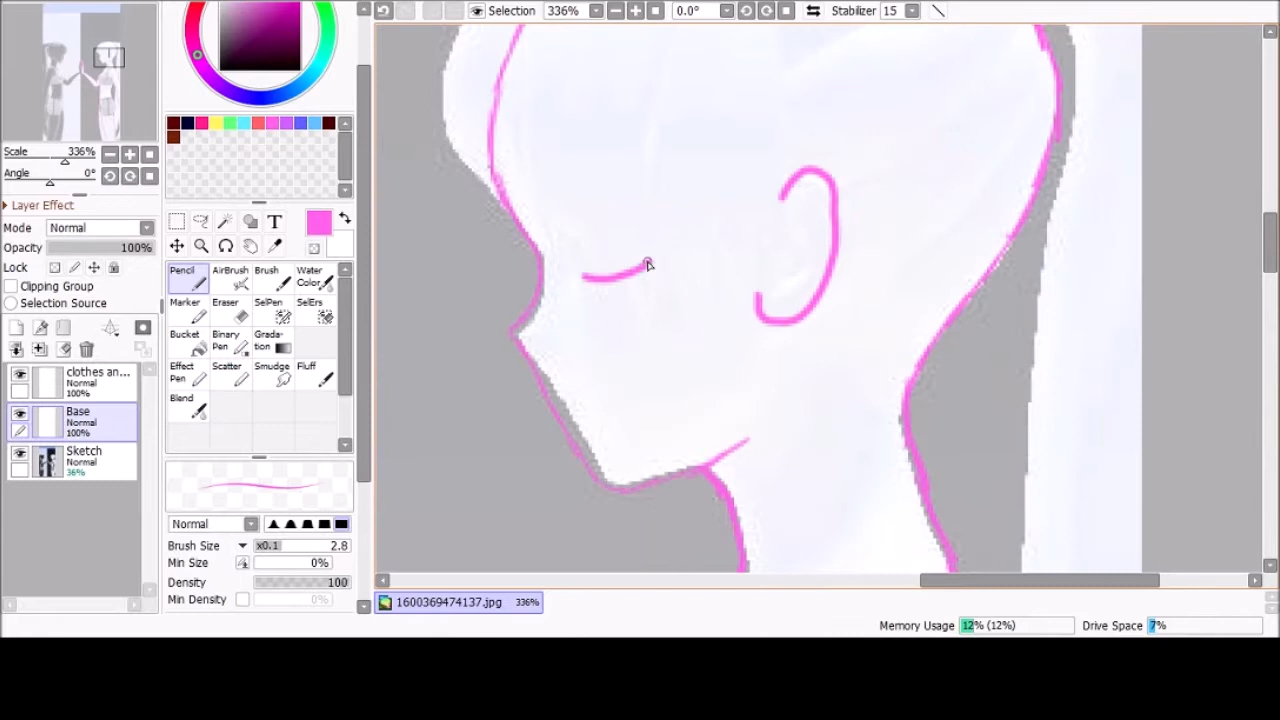 Selection 336% 0.0° Stabilizer 15
Scale 336%
Angle 0°
Layer Effect
Mode Normal
Opacity 100%
Lock
Clipping Group
Selection Source
clothes an...
Normal
100%
Base
Normal
100%
Sketch
Normal
36%
T
Pencil AirBrush Brush Water Color
Marker Eraser SelPen SelErs
Bucket Binary Pen Gradation
Effect Pen Scatter Smudge Fluff
Blend
Normal
Brush Size x0.1 2.8
Min Size 0%
Density 100
Min Density 0%
1600369474137.jpg 336%
Memory Usage 12% (12%) Drive Space 7%